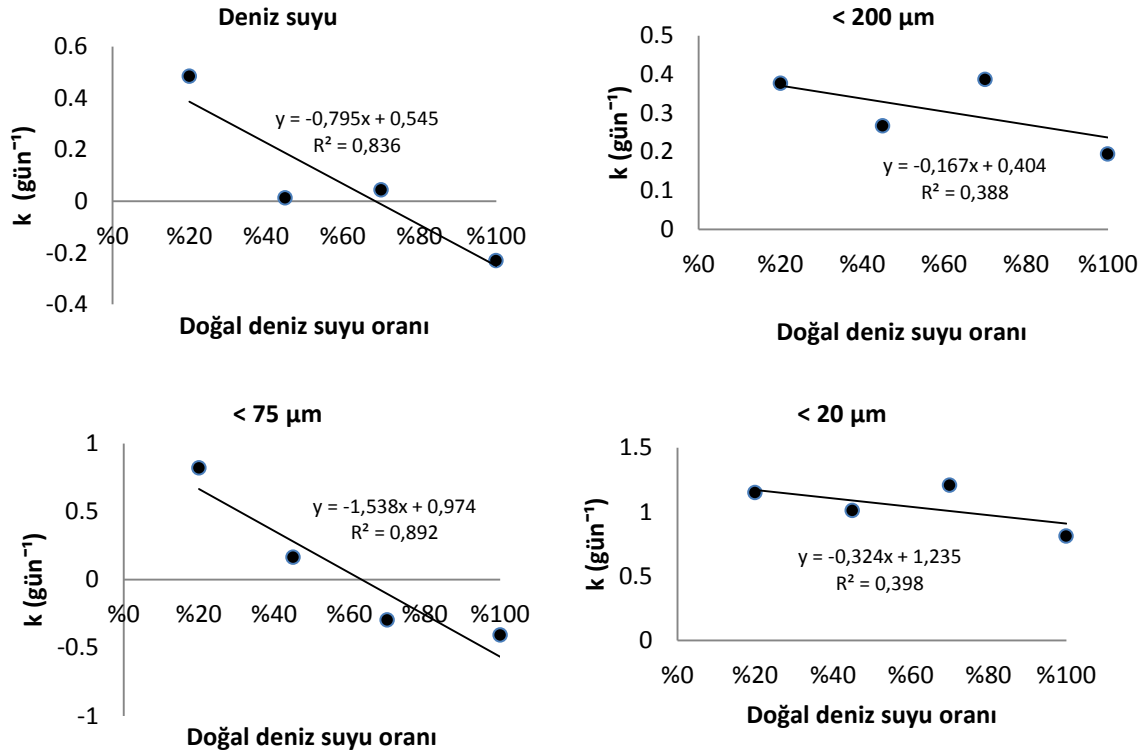 Deniz suyu
0.6
0.4
0.2
0
-0.2
-0.4
k (gün⁻¹)
y = -0,795x + 0,545
R² = 0,836
%0 %20 %40 %60 %80 %100
Doğal deniz suyu oranı
< 200 µm
0.5
0.4
0.3
0.2
0.1
0
k (gün⁻¹)
y = -0,167x + 0,404
R² = 0,388
%0 %20 %40 %60 %80 %100
Doğal deniz suyu oranı
< 75 µm
1
0.5
0
-0.5
-1
k (gün⁻¹)
y = -1,538x + 0,974
R² = 0,892
%0 %20 %40 %60 %80 %100
Doğal deniz suyu oranı
< 20 µm
1.5
1
0.5
0
k (gün⁻¹)
y = -0,324x + 1,235
R² = 0,398
%0 %20 %40 %60 %80 %100
Doğal deniz suyu oranı